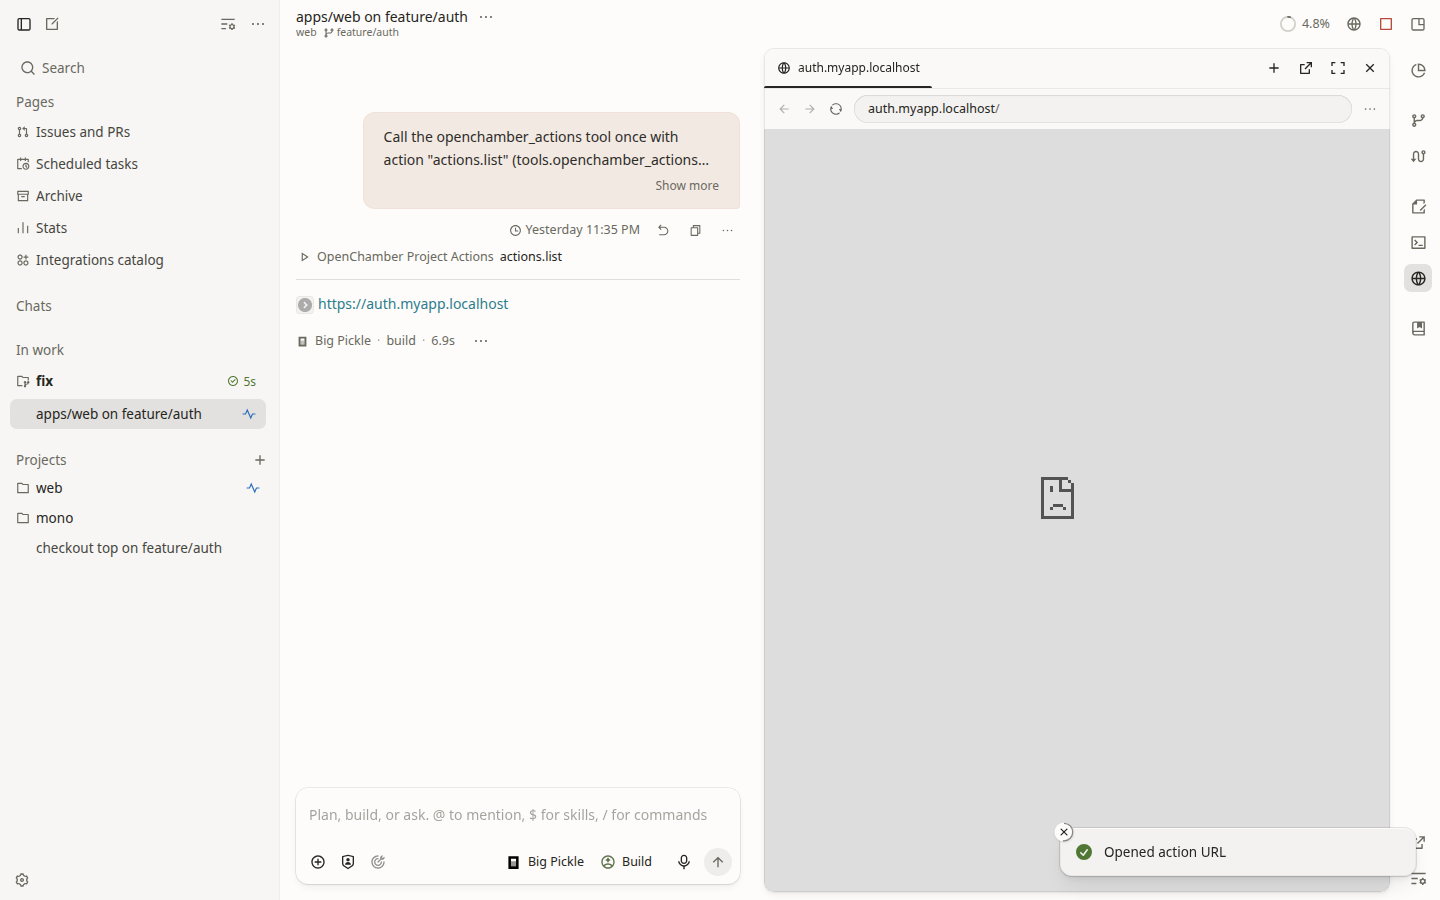 Search
Pages
Issues and PRs
Scheduled tasks
Archive
Stats
Integrations catalog
Chats
In work
fix
5s
apps/web on feature/auth
Projects
web
mono
checkout top on feature/auth
apps/web on feature/auth
web feature/auth
4.8%
Call the openchamber_actions tool once with
action "actions.list" (tools.openchamber_actions...
Show more
Yesterday 11:35 PM
OpenChamber Project Actions actions.list
https://auth.myapp.localhost
Big Pickle · build · 6.9s
Plan, build, or ask. @ to mention, $ for skills, / for commands
Big Pickle
Build
auth.myapp.localhost
auth.myapp.localhost/
Opened action URL